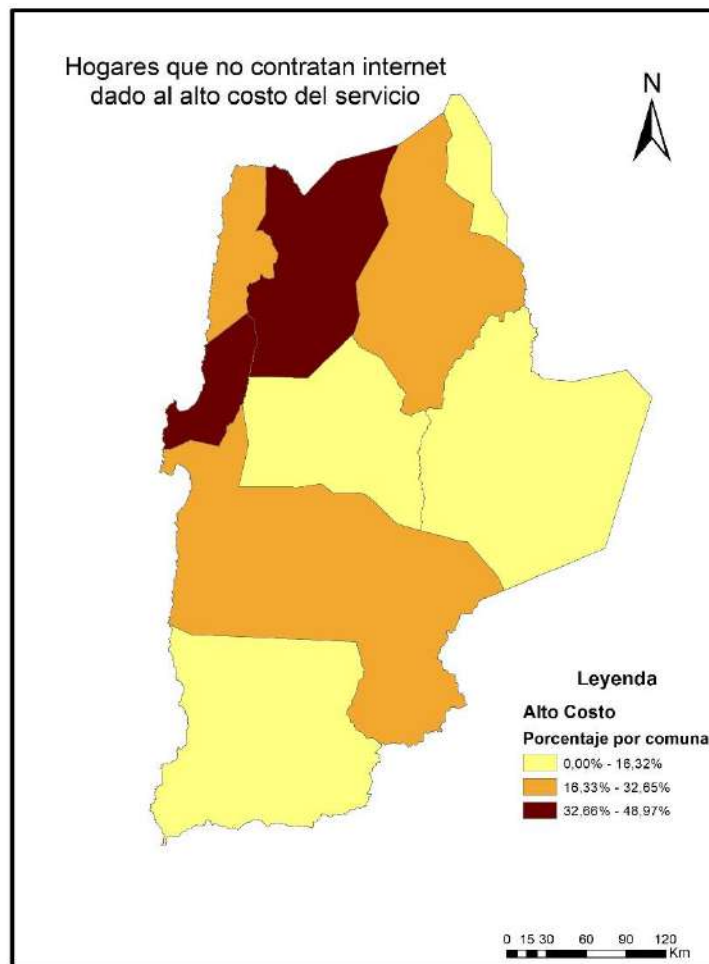 Hogares que no contratan internet
dado al alto costo del servicio
N
Leyenda
Alto Costo
Porcentaje por comuna
0,00% - 16,32%
16,33% - 32,65%
32,66% - 48,97%
0 15 30 60 90 120
Km